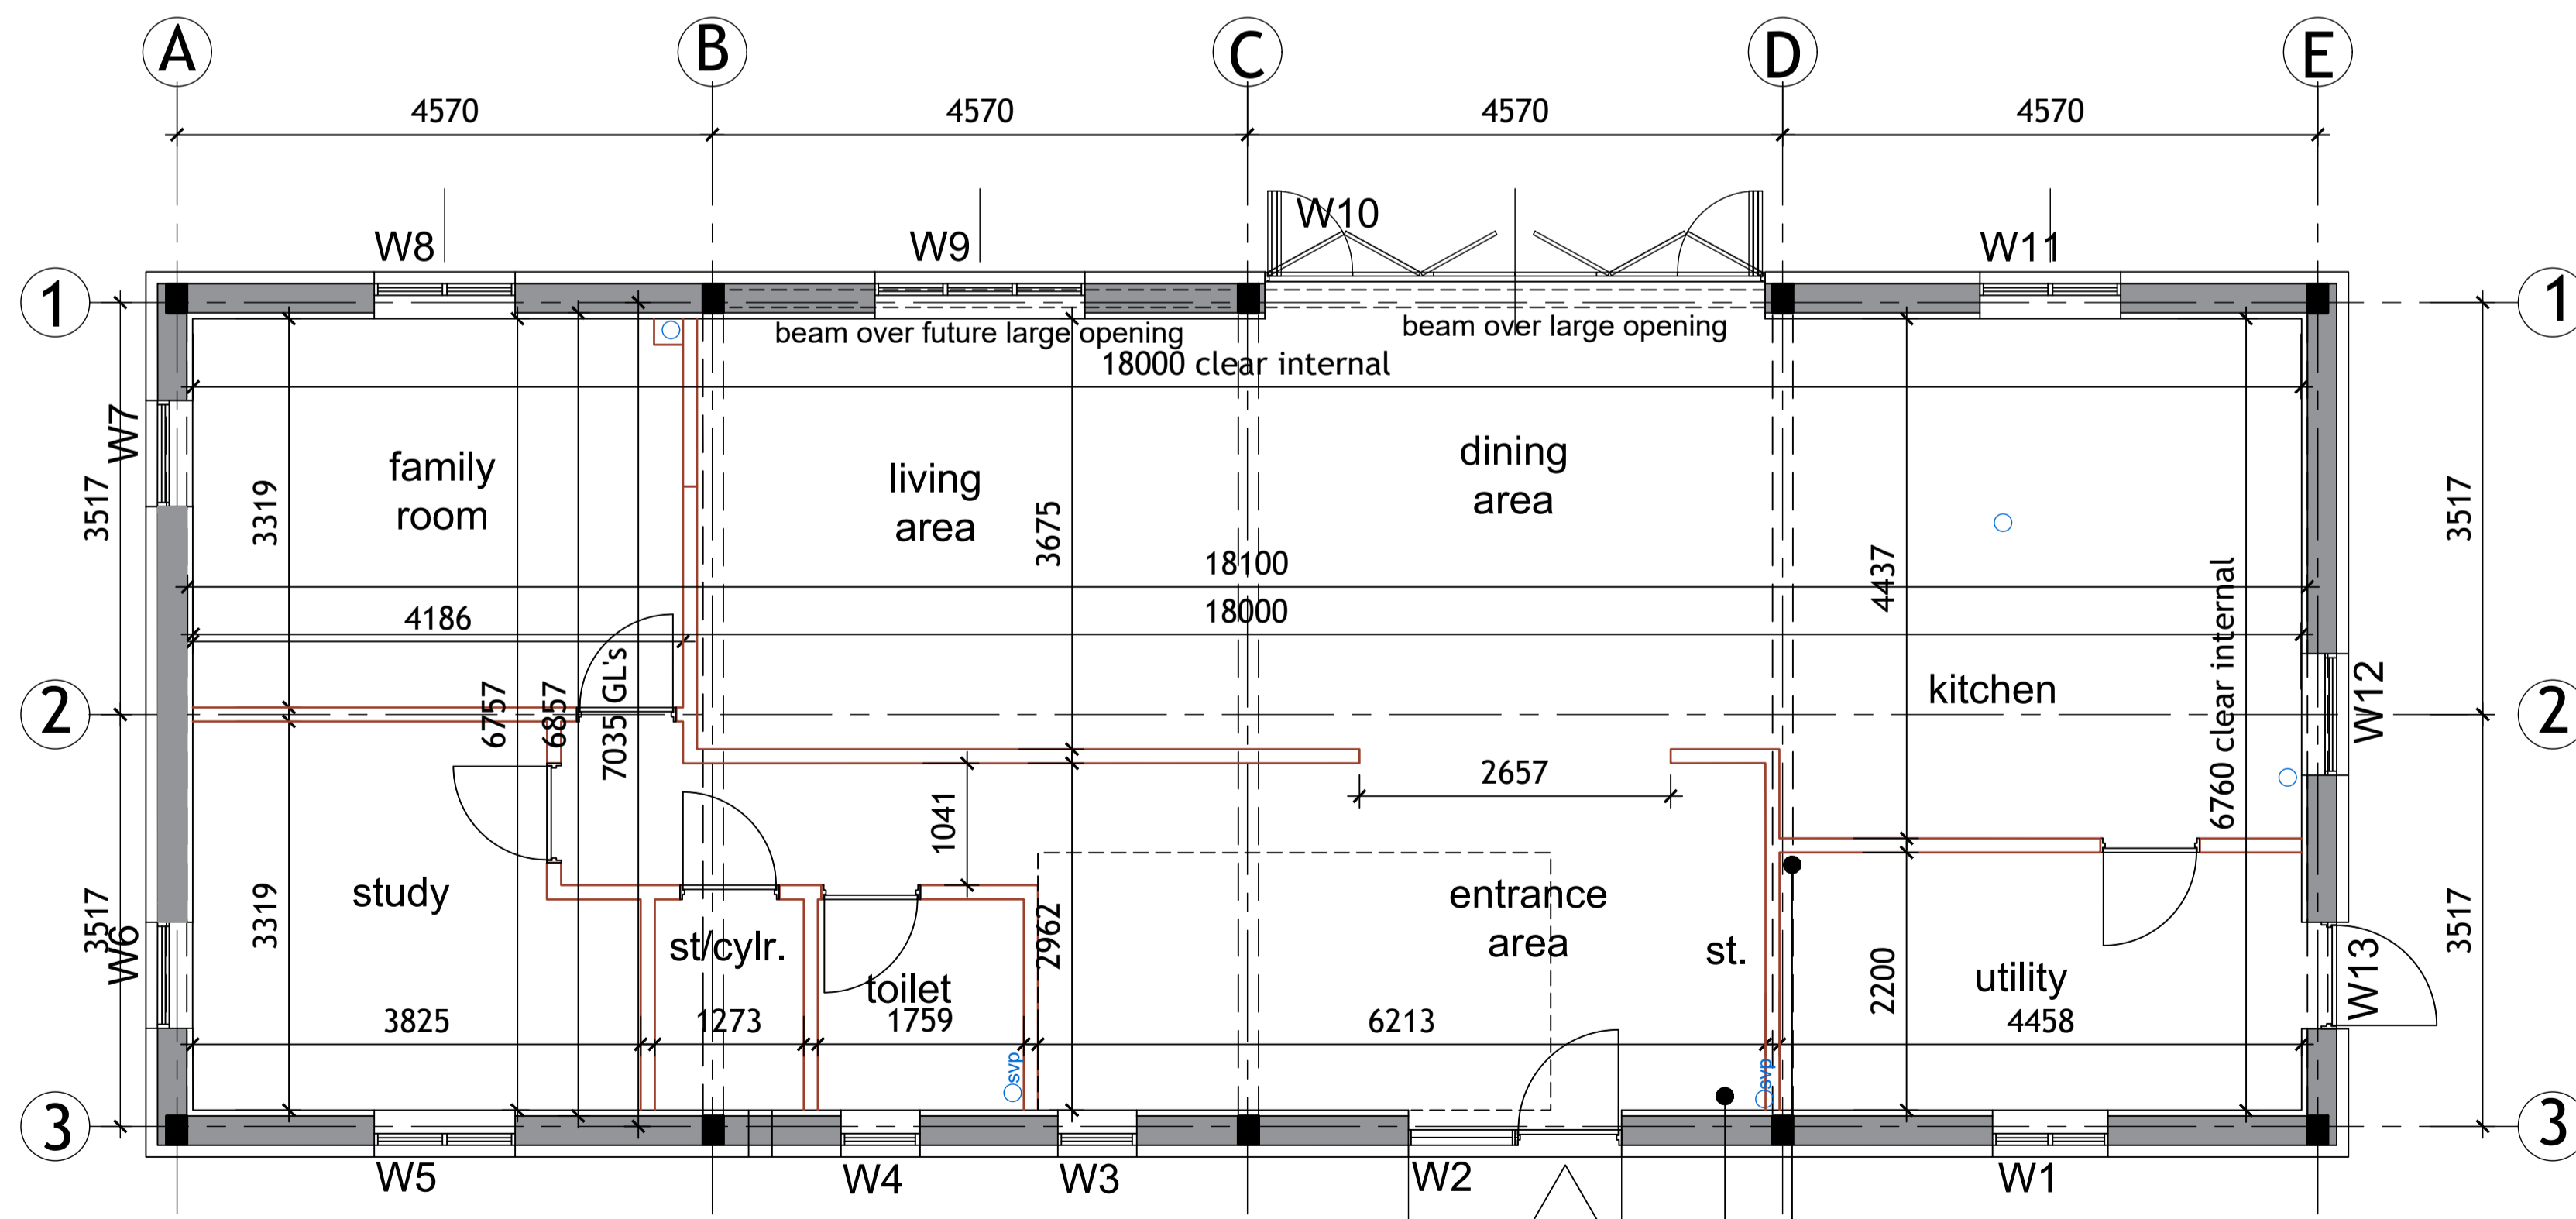 A B C D E
4570 4570 4570 4570
W10
W8 W9 W11
1 1
beam over future large opening
beam over large opening
18000 clear internal
W7
family
room
living
area
dining
area
3517
3319
3675
3517
18100
4437
4186
18000
6760 clear internal
6757
6857
7035 GL's
kitchen
W12
2 2
2657
1041
study
entrance
area
st/cylr.
st.
toilet
utility
3517
W6
3319
2962
2200
3517
W13
3825 1273 1759 6213 4458
svp
svp
3 3
W5 W4 W3 W2 W1